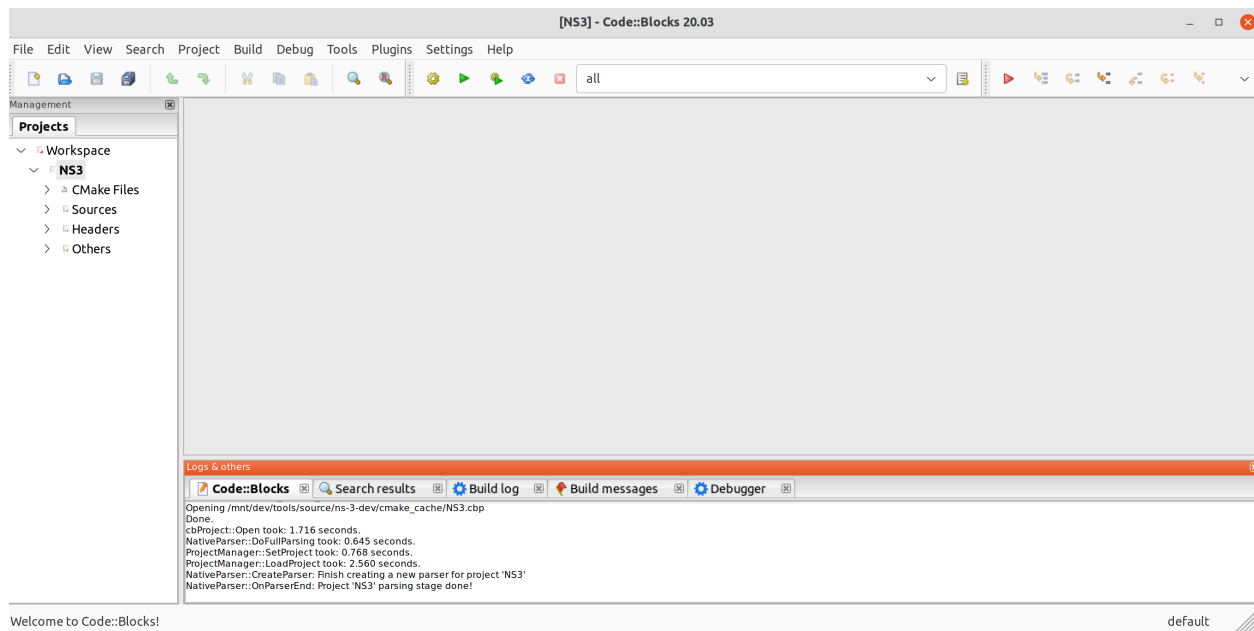 [NS3] - Code::Blocks 20.03
File Edit View Search Project Build Debug Tools Plugins Settings Help
all
Management
Projects
Workspace
NS3
CMake Files
Sources
Headers
Others
Logs & others
Code::Blocks Search results Build log Build messages Debugger
Opening /mnt/dev/tools/source/ns-3-dev/cmake_cache/NS3.cbp
Done.
cbProject::Open took: 1.716 seconds.
NativeParser::DoFullParsing took: 0.645 seconds.
ProjectManager::SetProject took: 0.768 seconds.
ProjectManager::LoadProject took: 2.560 seconds.
NativeParser::CreateParser: Finish creating a new parser for project 'NS3'
NativeParser::OnParserEnd: Project 'NS3' parsing stage done!
Welcome to Code::Blocks! default